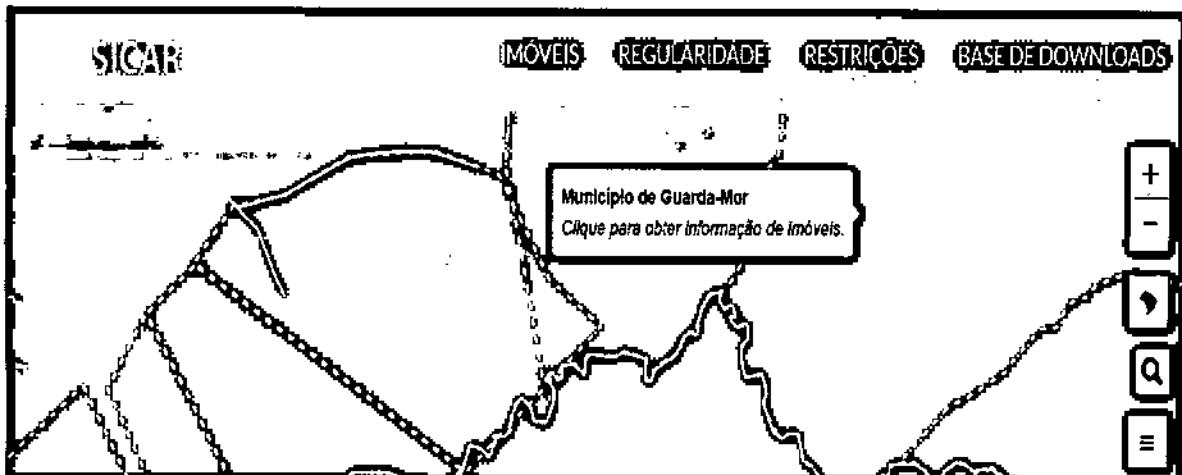 SICAR
IMÓVEIS REGULARIDADE RESTRIÇÕES BASE DE DOWNLOADS
Município de Guarda-Mor
Clique para obter informação de imóveis.
+
−
≡